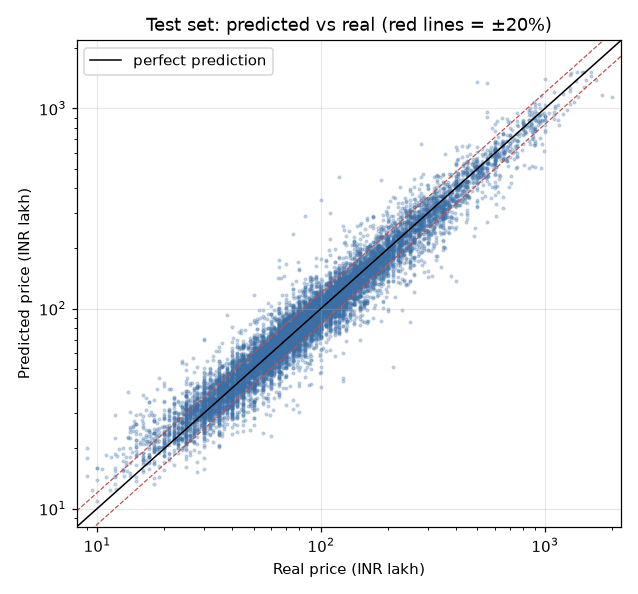 Test set: predicted vs real (red lines = ±20%)
perfect prediction
Predicted price (INR lakh)
10³
10²
10¹
10¹ 10² 10³
Real price (INR lakh)